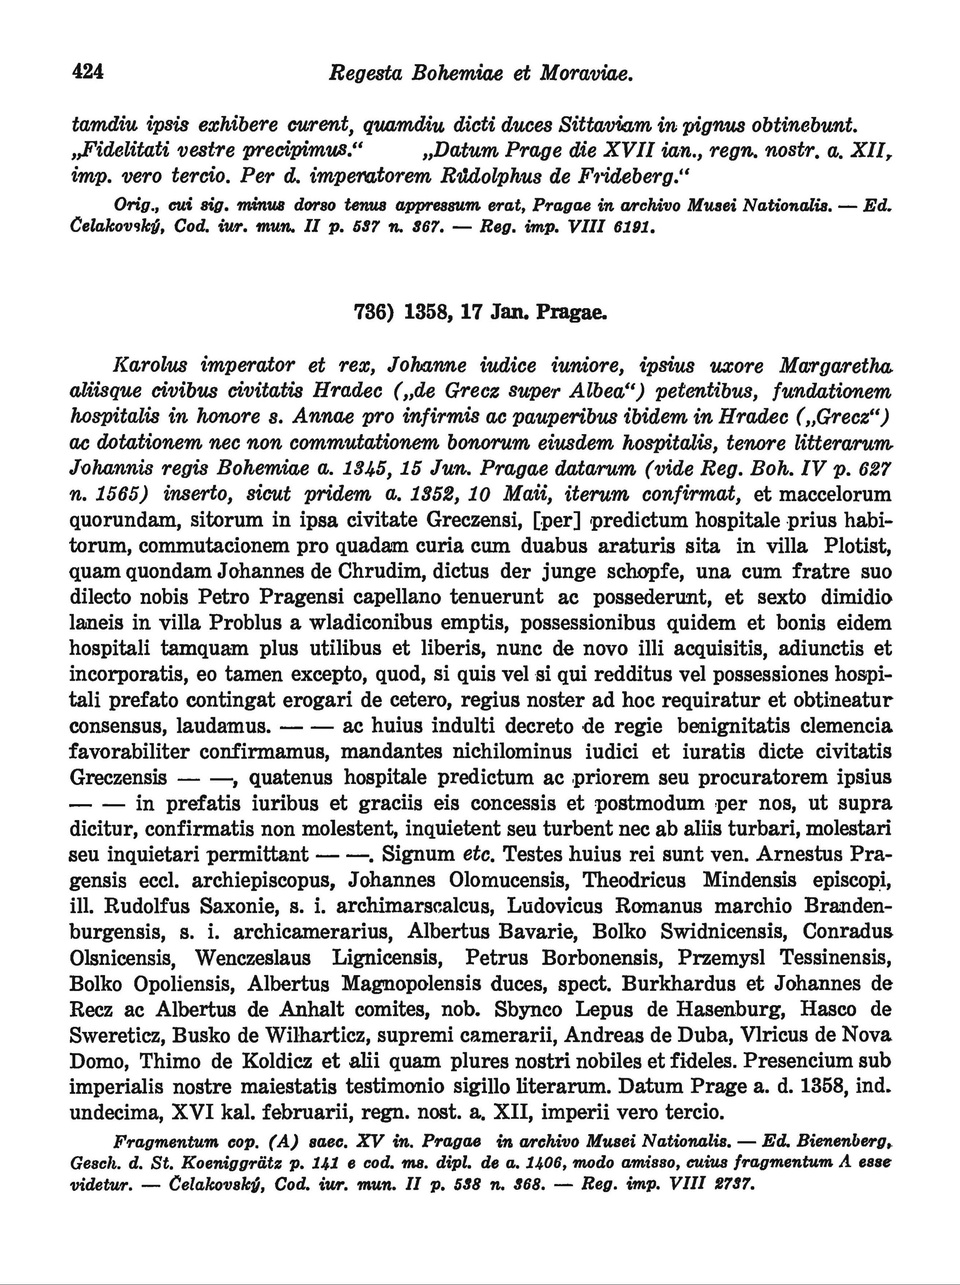 424 Regesta Bohemiae et Moraviae.
tamdiu ipsis exhibere curent, quamdiu dicti duces Sittaviam in pignus obtinebunt.
„Fidelitati vestre precipimus.“ „Datum Prage die XVII ian., regn. nostr. a. XII,
imp. vero tercio. Per d. imperatorem Růdolphus de Frideberg.“
Orig., cui sig. minus dorso tenus appressum erat, Pragae in archivo Musei Nationalis. — Ed.
Čelakovský, Cod. iur. mun. II p. 537 n. 367. — Reg. imp. VIII 6191.
736) 1358, 17 Jan. Pragae.
Karolus imperator et rex, Johanne iudice iuniore, ipsius uxore Margaretha
aliisque civibus civitatis Hradec („de Grecz super Albea“) petentibus, fundationem
hospitalis in honore s. Annae pro infirmis ac pauperibus ibidem in Hradec („Grecz“)
ac dotationem nec non commutationem bonorum eiusdem hospitalis, tenore litterarum
Johannis regis Bohemiae a. 1345, 15 Jun. Pragae datarum (vide Reg. Boh. IV p. 627
n. 1565) inserto, sicut pridem a. 1352, 10 Maii, iterum confirmat, et maccelorum
quorundam, sitorum in ipsa civitate Greczensi, [per] predictum hospitale prius habi-
torum, commutacionem pro quadam curia cum duabus araturis sita in villa Plotist,
quam quondam Johannes de Chrudim, dictus der junge schopfe, una cum fratre suo
dilecto nobis Petro Pragensi capellano tenuerunt ac possederunt, et sexto dimidio
laneis in villa Problus a wladiconibus emptis, possessionibus quidem et bonis eidem
hospitali tamquam plus utilibus et liberis, nunc de novo illi acquisitis, adiunctis et
incorporatis, eo tamen excepto, quod, si quis vel si qui redditus vel possessiones hospi-
tali prefato contingat erogari de cetero, regius noster ad hoc requiratur et obtineatur
consensus, laudamus. — — ac huius indulti decreto de regie benignitatis clemencia
favorabiliter confirmamus, mandantes nichilominus iudici et iuratis dicte civitatis
Greczensis — —, quatenus hospitale predictum ac priorem seu procuratorem ipsius
— — in prefatis iuribus et graciis eis concessis et postmodum per nos, ut supra
dicitur, confirmatis non molestent, inquietent seu turbent nec ab aliis turbari, molestari
seu inquietari permittant — —. Signum etc. Testes huius rei sunt ven. Arnestus Pra-
gensis eccl. archiepiscopus, Johannes Olomucensis, Theodricus Mindensis episcopi,
ill. Rudolfus Saxonie, s. i. archimarscalcus, Ludovicus Romanus marchio Branden-
burgensis, s. i. archicamerarius, Albertus Bavarie, Bolko Swidnicensis, Conradus
Olsnicensis, Wenczeslaus Lignicensis, Petrus Borbonensis, Przemysl Tessinensis,
Bolko Opoliensis, Albertus Magnopolensis duces, spect. Burkhardus et Johannes de
Recz ac Albertus de Anhalt comites, nob. Sbynco Lepus de Hasenburg, Hasco de
Swereticz, Busko de Wilharticz, supremi camerarii, Andreas de Duba, Vlricus de Nova
Domo, Thimo de Koldicz et alii quam plures nostri nobiles et fideles. Presencium sub
imperialis nostre maiestatis testimonio sigillo literarum. Datum Prage a. d. 1358, ind.
undecima, XVI kal. februarii, regn. nost. a. XII, imperii vero tercio.
Fragmentum cop. (A) saec. XV in. Pragae in archivo Musei Nationalis. — Ed. Bienenberg,
Gesch. d. St. Koeniggrätz p. 141 e cod. ms. dipl. de a. 1406, modo amisso, cuius fragmentum A esse
videtur. — Čelakovský, Cod. iur. mun. II p. 538 n. 368. — Reg. imp. VIII 2737.